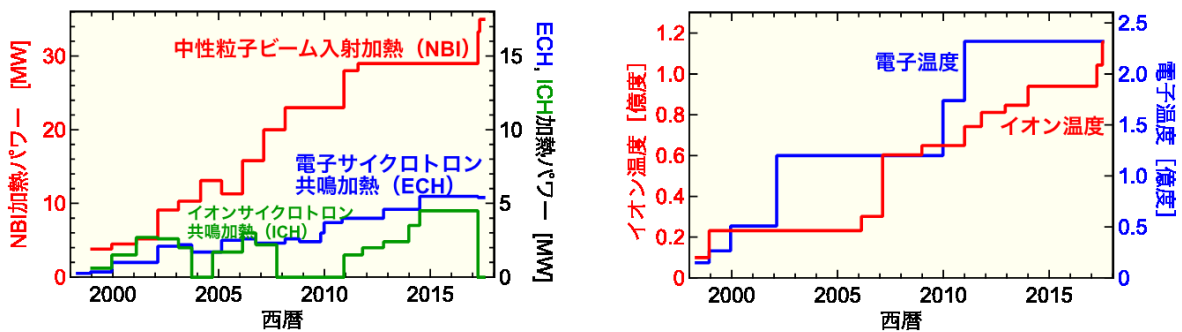 NBI加熱パワー [MW]
30
20
10
0
中性粒子ビーム入射加熱（NBI）
電子サイクロトロン
共鳴加熱（ECH）
イオンサイクロトロン
共鳴加熱（ICH）
15
10
5
0
ECH, ICH加熱パワー [MW]
2000
2005
2010
2015
西暦
イオン温度 [億度]
1.2
1.0
0.8
0.6
0.4
0.2
0
電子温度
イオン温度
2.5
2.0
1.5
1.0
0.5
0
電子温度 [億度]
2000
2005
2010
2015
西暦